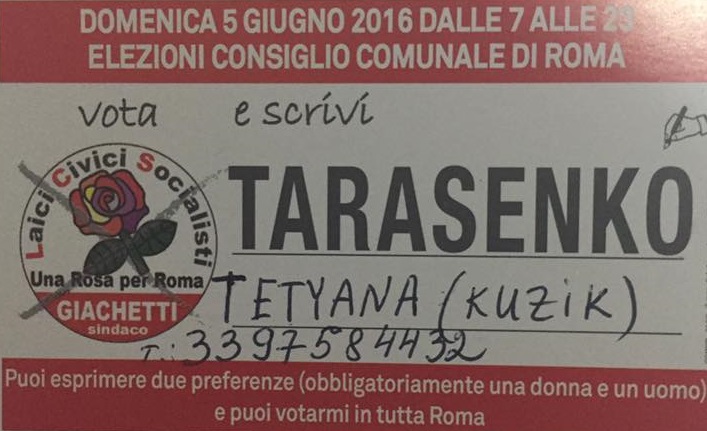 DOMENICA 5 GIUGNO 2016 DALLE 7 ALLE 23
ELEZIONI CONSIGLIO COMUNALE DI ROMA
vota e scrivi
Laici Civici Socialisti
TARASENKO
Una Rosa per Roma
GIACHETTI
sindaco
TETYANA (KUZIK)
T.: 3397584432
Puoi esprimere due preferenze (obbligatoriamente una donna e un uomo)
e puoi votarmi in tutta Roma